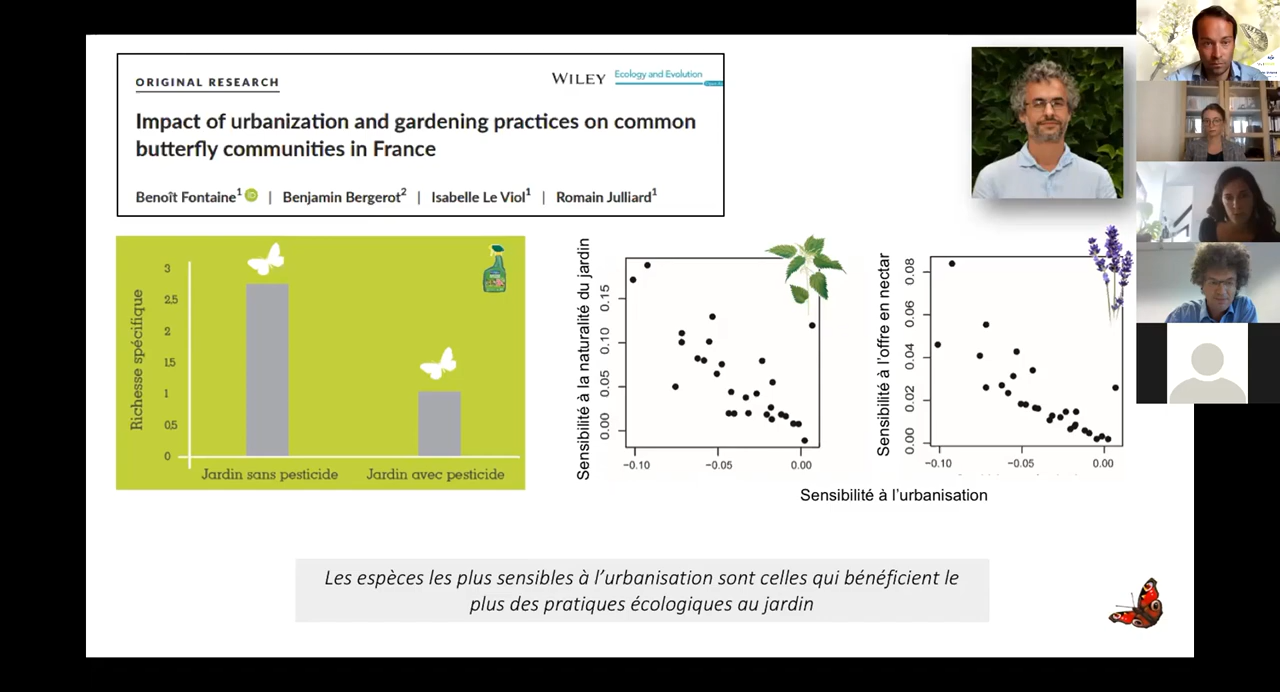 ORIGINAL RESEARCH
WILEY Ecology and Evolution
Impact of urbanization and gardening practices on common
butterfly communities in France
Benoît Fontaine1 | Benjamin Bergerot2 | Isabelle Le Viol1 | Romain Julliard1
Richesse spécifique
3
2.5
2
1.5
1
0.5
0
Jardin sans pesticide Jardin avec pesticide
Sensibilité à la naturalité du jardin
0.15
0.10
0.05
0.00
−0.10 −0.05 0.00
Sensibilité à l'offre en nectar
0.08
0.06
0.04
0.02
0.00
−0.10 −0.05 0.00
Sensibilité à l'urbanisation
Les espèces les plus sensibles à l'urbanisation sont celles qui bénéficient le
plus des pratiques écologiques au jardin